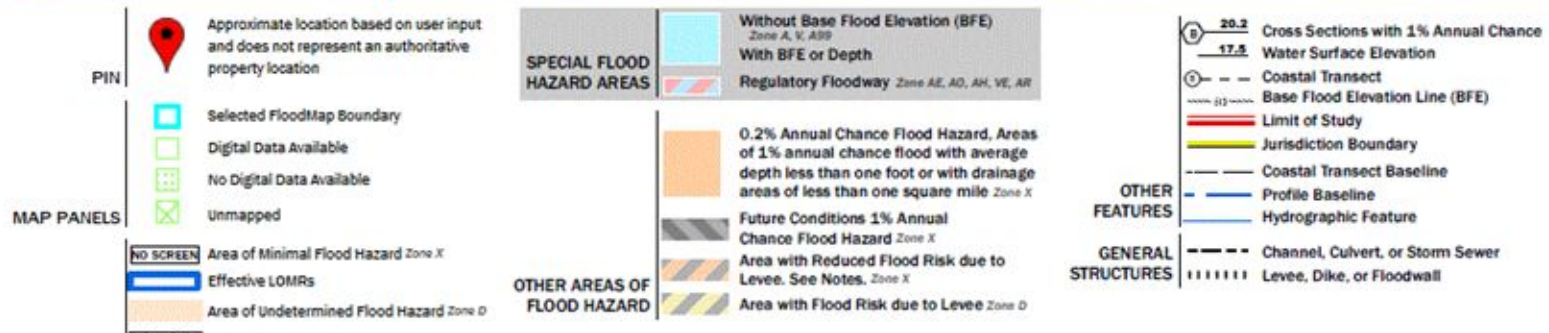 Approximate location based on user input
and does not represent an authoritative
property location
PIN
Selected FloodMap Boundary
Digital Data Available
No Digital Data Available
MAP PANELS
Unmapped
NO SCREEN Area of Minimal Flood Hazard Zone X
Effective LOMRs
Area of Undetermined Flood Hazard Zone D
SPECIAL FLOOD
HAZARD AREAS
Without Base Flood Elevation (BFE)
Zone A, V, A99
With BFE or Depth
Regulatory Floodway Zone AE, AO, AH, VE, AR
0.2% Annual Chance Flood Hazard, Areas
of 1% annual chance flood with average
depth less than one foot or with drainage
areas of less than one square mile Zone X
Future Conditions 1% Annual
Chance Flood Hazard Zone X
Area with Reduced Flood Risk due to
Levee. See Notes. Zone X
OTHER AREAS OF
FLOOD HAZARD
Area with Flood Risk due to Levee Zone D
20.2 Cross Sections with 1% Annual Chance
17.5 Water Surface Elevation
Coastal Transect
Base Flood Elevation Line (BFE)
Limit of Study
Jurisdiction Boundary
Coastal Transect Baseline
OTHER
FEATURES
Profile Baseline
Hydrographic Feature
GENERAL
STRUCTURES
Channel, Culvert, or Storm Sewer
Levee, Dike, or Floodwall